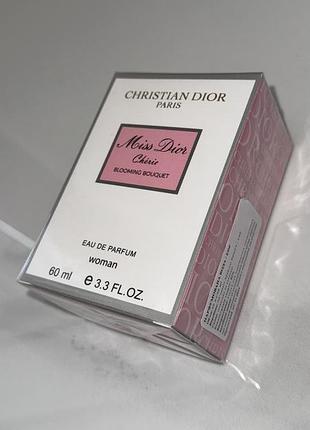 CHRISTIAN DIOR
PARIS
Miss Dior
Chérie
BLOOMING BOUQUET
EAU DE PARFUM
woman
60 ml e 3.3 FL.OZ.